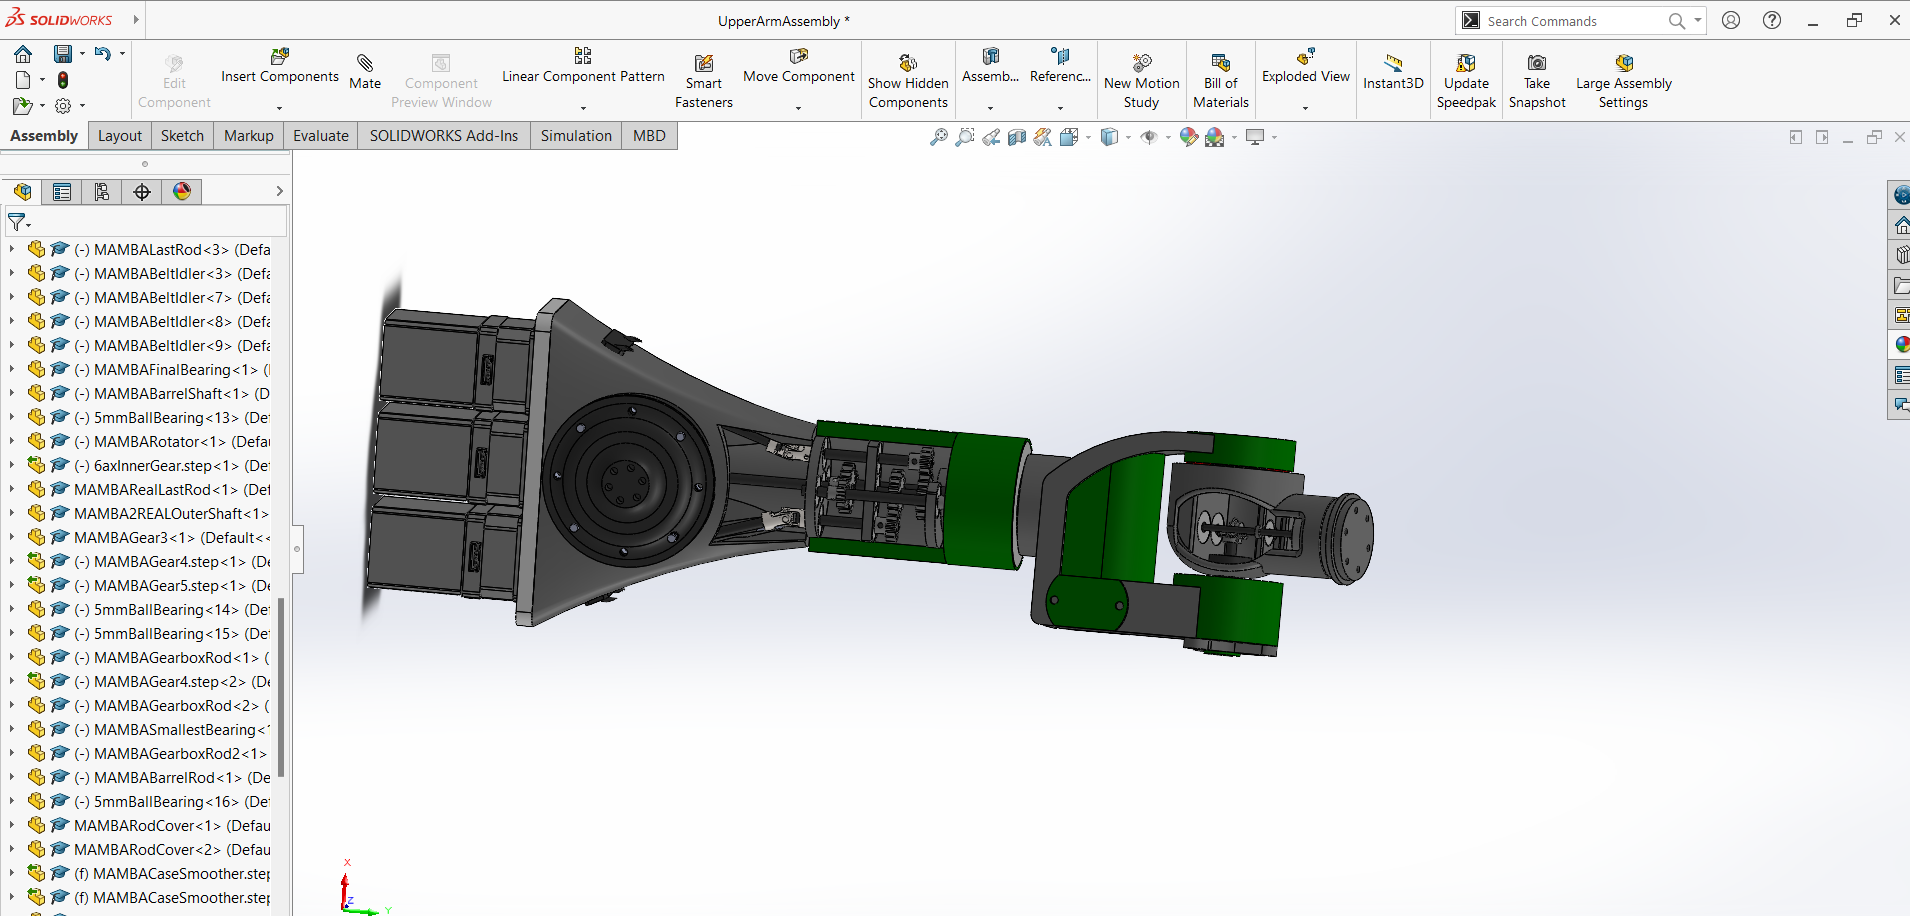 SOLIDWORKS
UpperArmAssembly *
Search Commands
Edit Component
Insert Components
Mate
Component Preview Window
Linear Component Pattern
Smart Fasteners
Move Component
Show Hidden Components
Assemb...
Referenc...
New Motion Study
Bill of Materials
Exploded View
Instant3D
Update Speedpak
Take Snapshot
Large Assembly Settings
Assembly
Layout
Sketch
Markup
Evaluate
SOLIDWORKS Add-Ins
Simulation
MBD
(-) MAMBALastRod<3> (Defa
(-) MAMBABeltIdler<3> (Defa
(-) MAMBABeltIdler<7> (Defa
(-) MAMBABeltIdler<8> (Defa
(-) MAMBABeltIdler<9> (Defa
(-) MAMBAFinalBearing<1> (
(-) MAMBABarrelShaft<1> (D
(-) 5mmBallBearing<13> (De
(-) MAMBARotator<1> (Defau
(-) 6axInnerGear.step<1> (De
MAMBARealLastRod<1> (Def
MAMBA2REALOuterShaft<1>
MAMBAGear3<1> (Default<<
(-) MAMBAGear4.step<1> (De
(-) MAMBAGear5.step<1> (De
(-) 5mmBallBearing<14> (De
(-) 5mmBallBearing<15> (De
(-) MAMBAGearboxRod<1> (
(-) MAMBAGear4.step<2> (De
(-) MAMBAGearboxRod<2> (
(-) MAMBASmallestBearing<
(-) MAMBAGearboxRod2<1>
(-) MAMBABarrelRod<1> (De
(-) 5mmBallBearing<16> (De
MAMBARodCover<1> (Defau
MAMBARodCover<2> (Defau
(f) MAMBACaseSmoother.step
(f) MAMBACaseSmoother.step
X
Z
Y